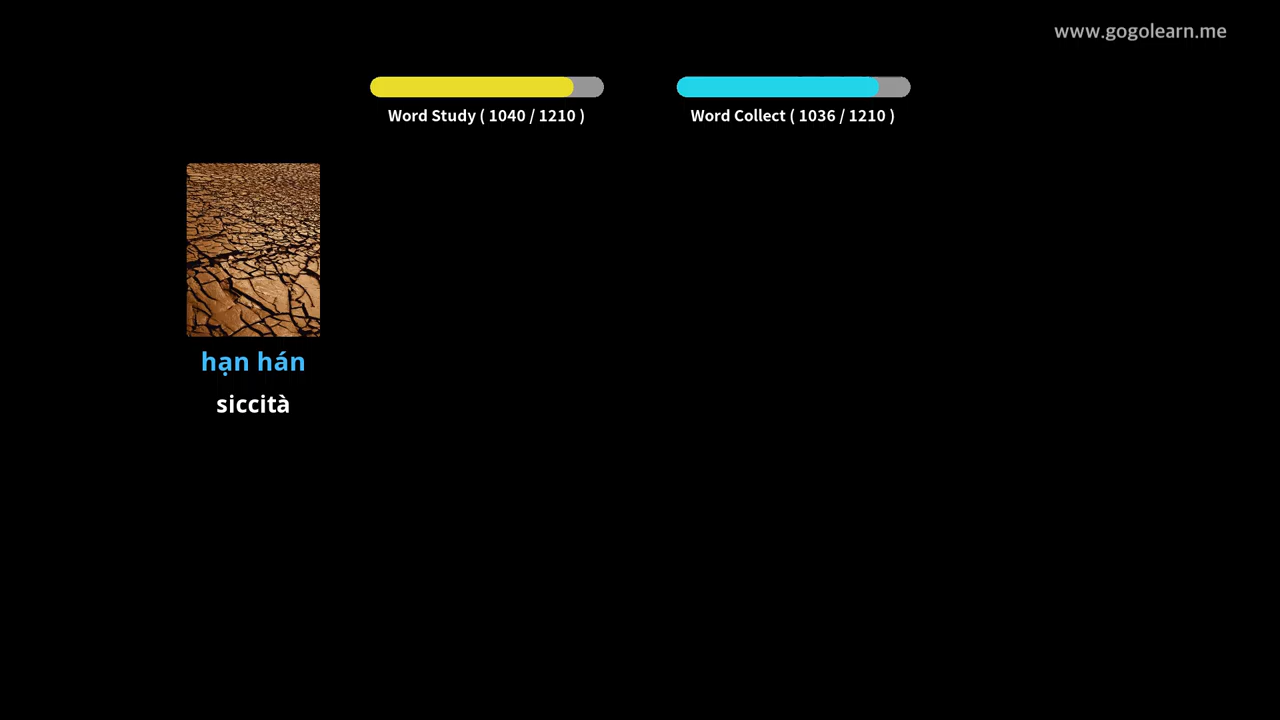 www.gogolearn.me
Word Study ( 1040 / 1210 )
Word Collect ( 1036 / 1210 )
hạn hán
siccità